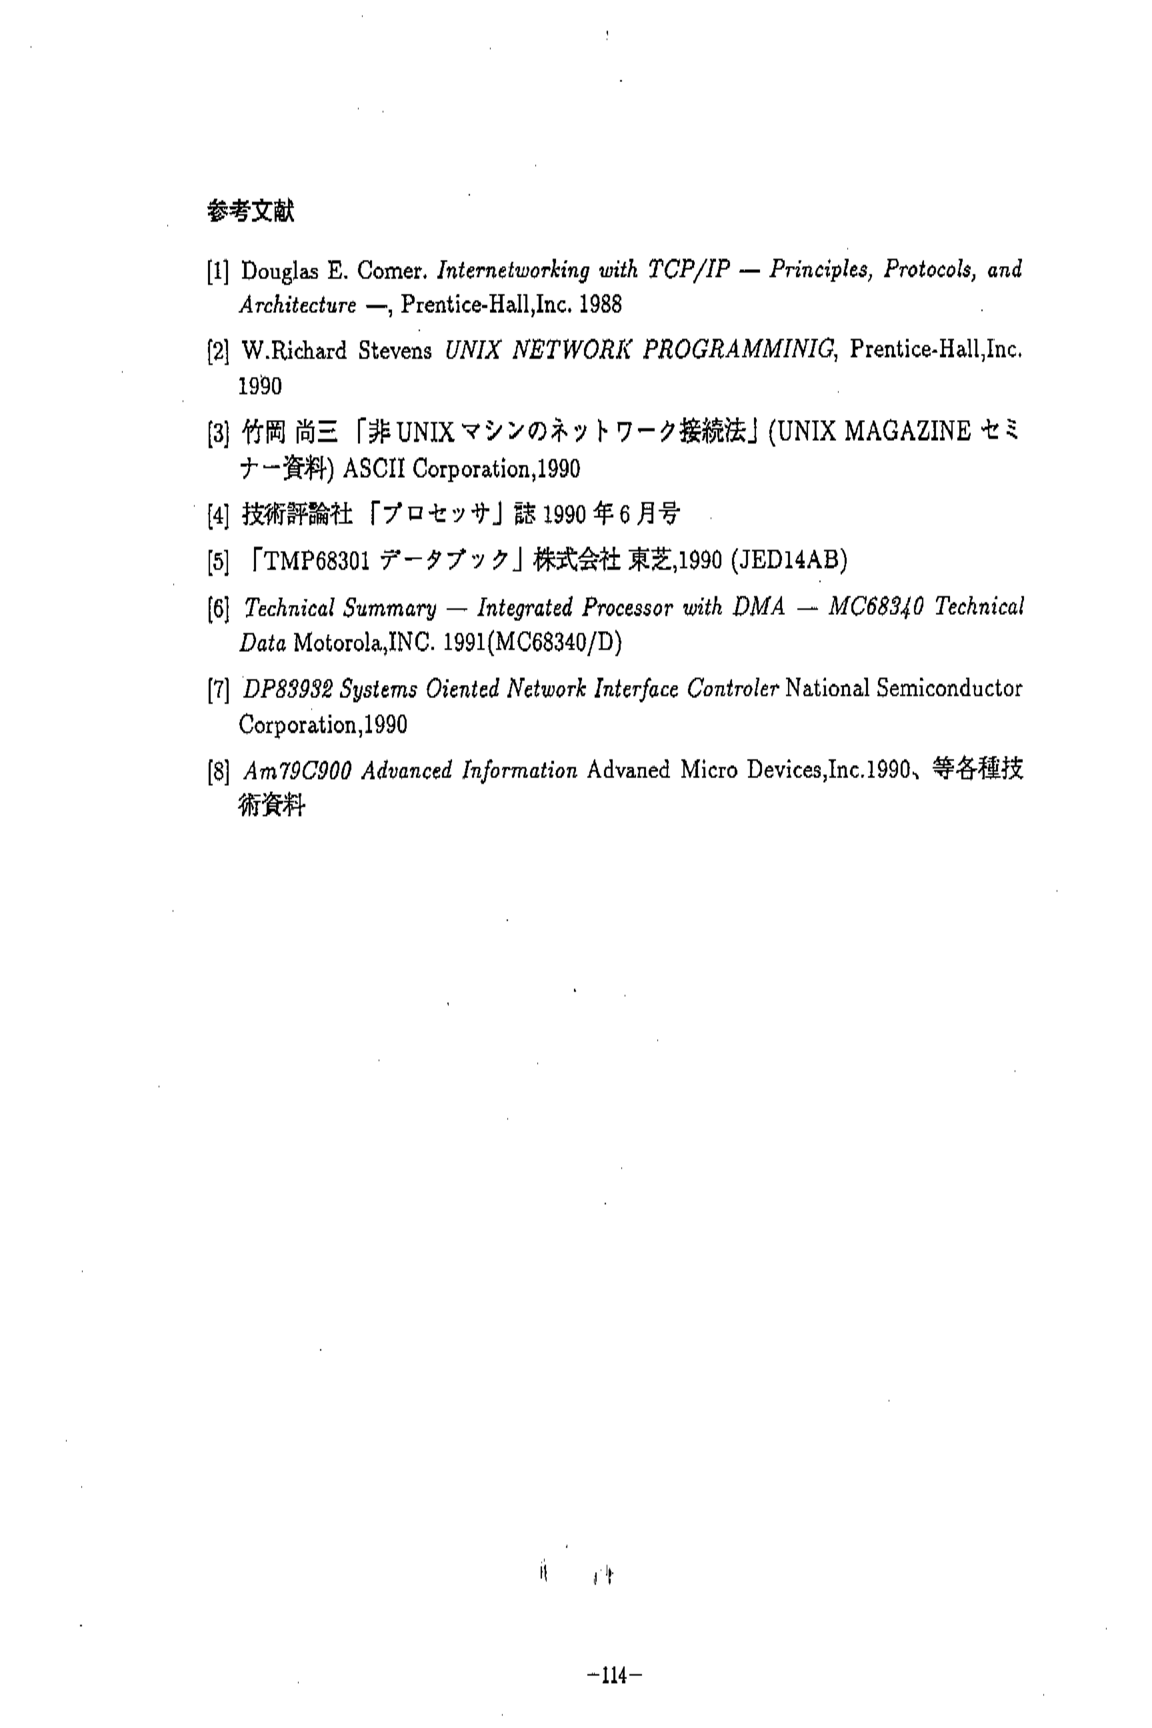 参考文献
[1] Douglas E. Comer. Internetworking with TCP/IP — Principles, Protocols, and
Architecture —, Prentice-Hall,Inc. 1988
[2] W.Richard Stevens UNIX NETWORK PROGRAMMINIG, Prentice-Hall,Inc.
1990
[3] 竹岡 尚三「非UNIXマシンのネットワーク接続法」(UNIX MAGAZINE セミ
ナー資料) ASCII Corporation,1990
[4] 技術評論社「プロセッサ」誌 1990 年 6 月号
[5] 「TMP68301 データブック」株式会社 東芝,1990 (JED14AB)
[6] Technical Summary — Integrated Processor with DMA — MC68340 Technical
Data Motorola,INC. 1991(MC68340/D)
[7] DP83932 Systems Oiented Network Interface Controler National Semiconductor
Corporation,1990
[8] Am79C900 Advanced Information Advaned Micro Devices,Inc.1990、等各種技
術資料
–114–